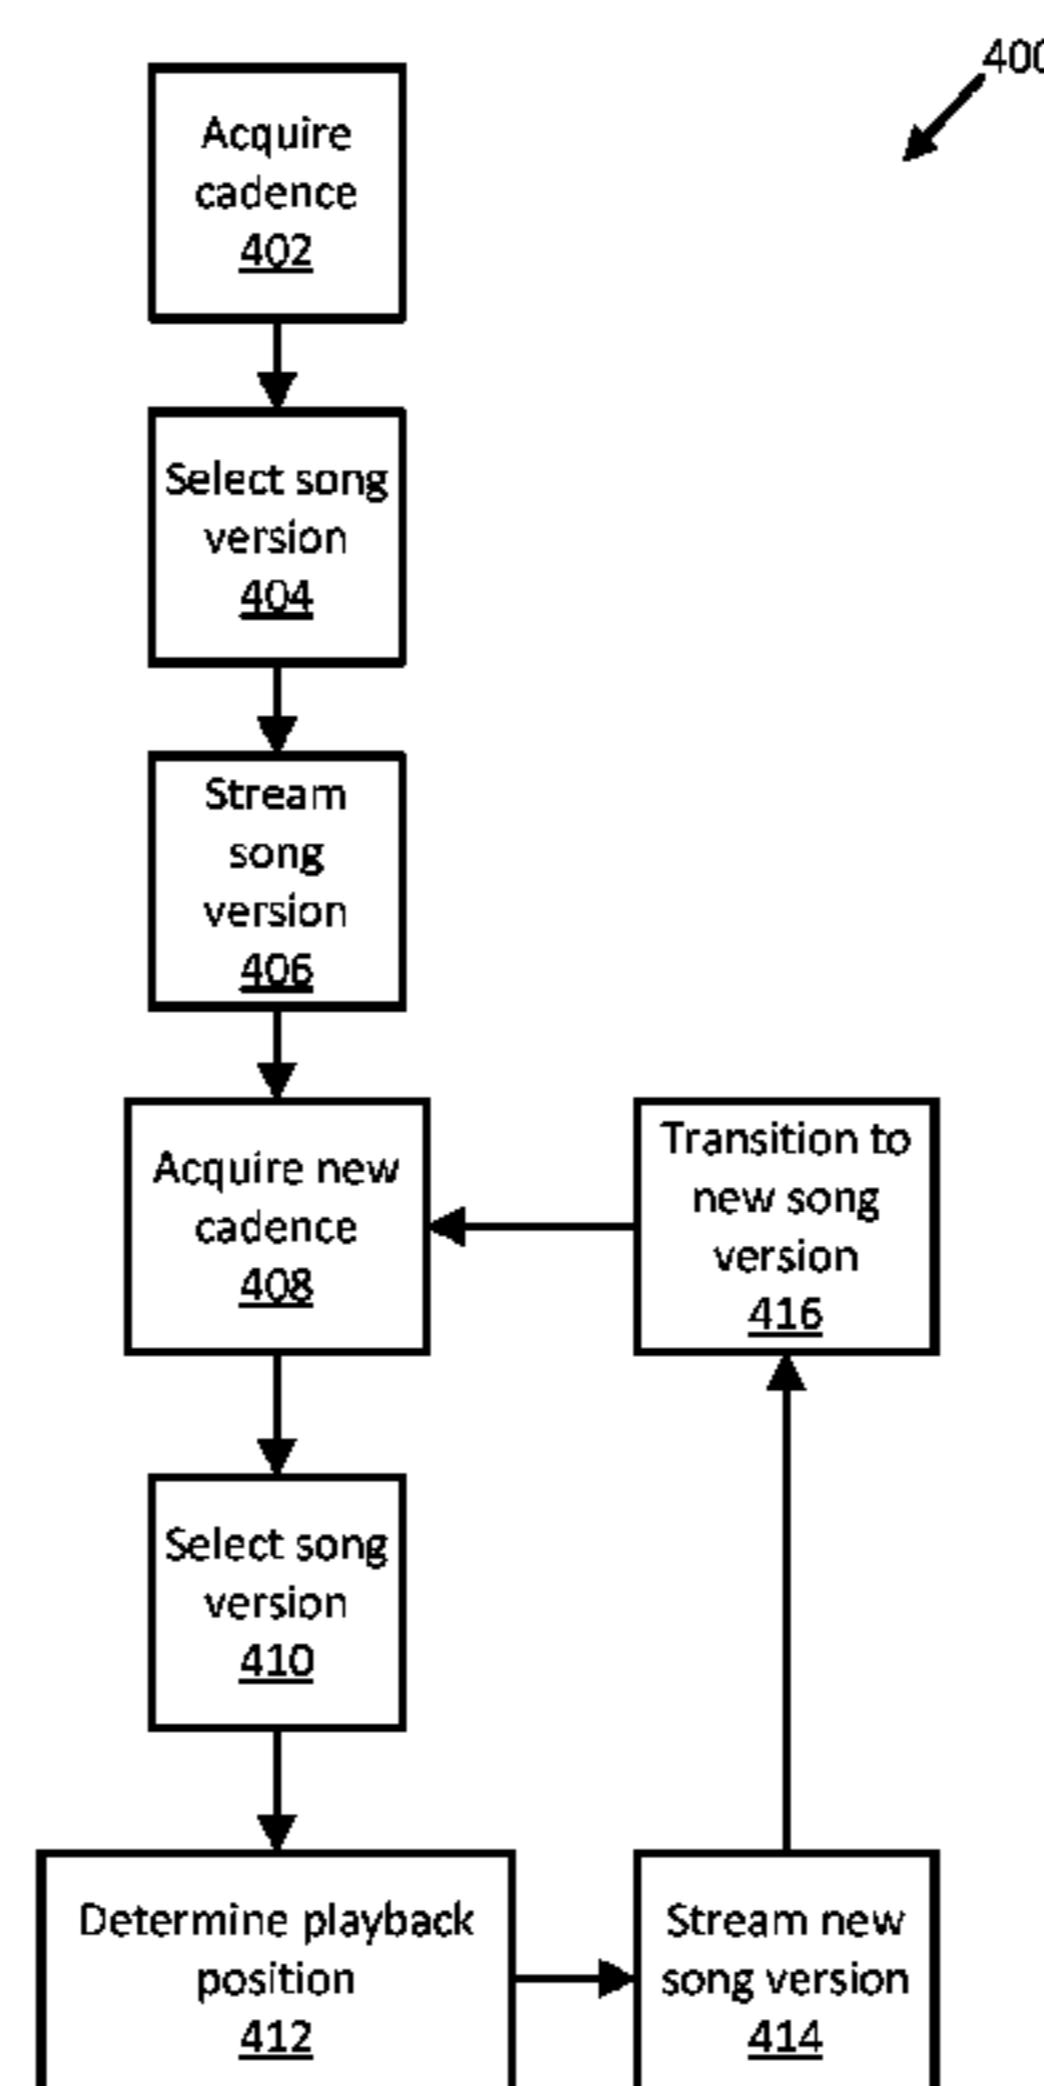 400
Acquire
cadence
402
Select song
version
404
Stream
song
version
406
Acquire new
cadence
408
Transition to
new song
version
416
Select song
version
410
Determine playback
position
412
Stream new
song version
414